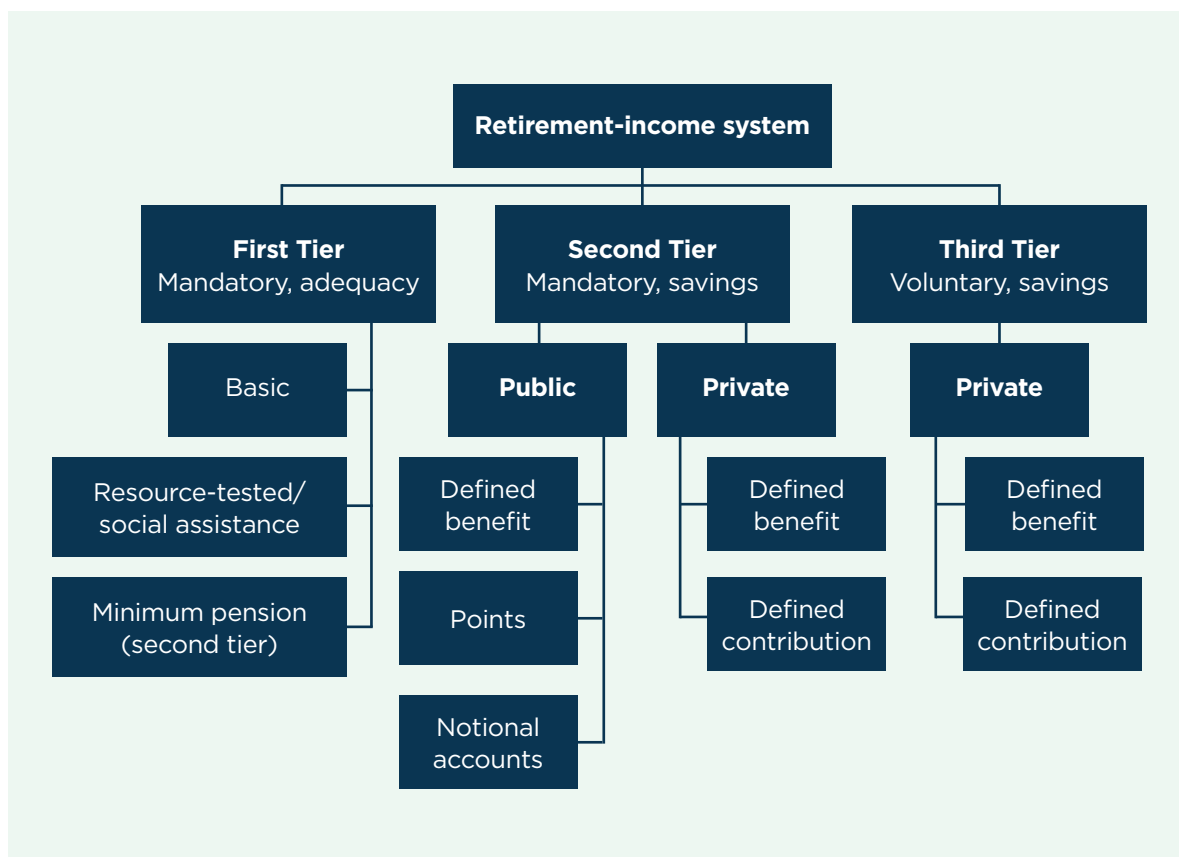 Retirement-income system
First Tier
Mandatory, adequacy
Second Tier
Mandatory, savings
Third Tier
Voluntary, savings
Basic
Resource-tested/
social assistance
Minimum pension
(second tier)
Public
Defined
benefit
Points
Notional
accounts
Private
Defined
benefit
Defined
contribution
Private
Defined
benefit
Defined
contribution